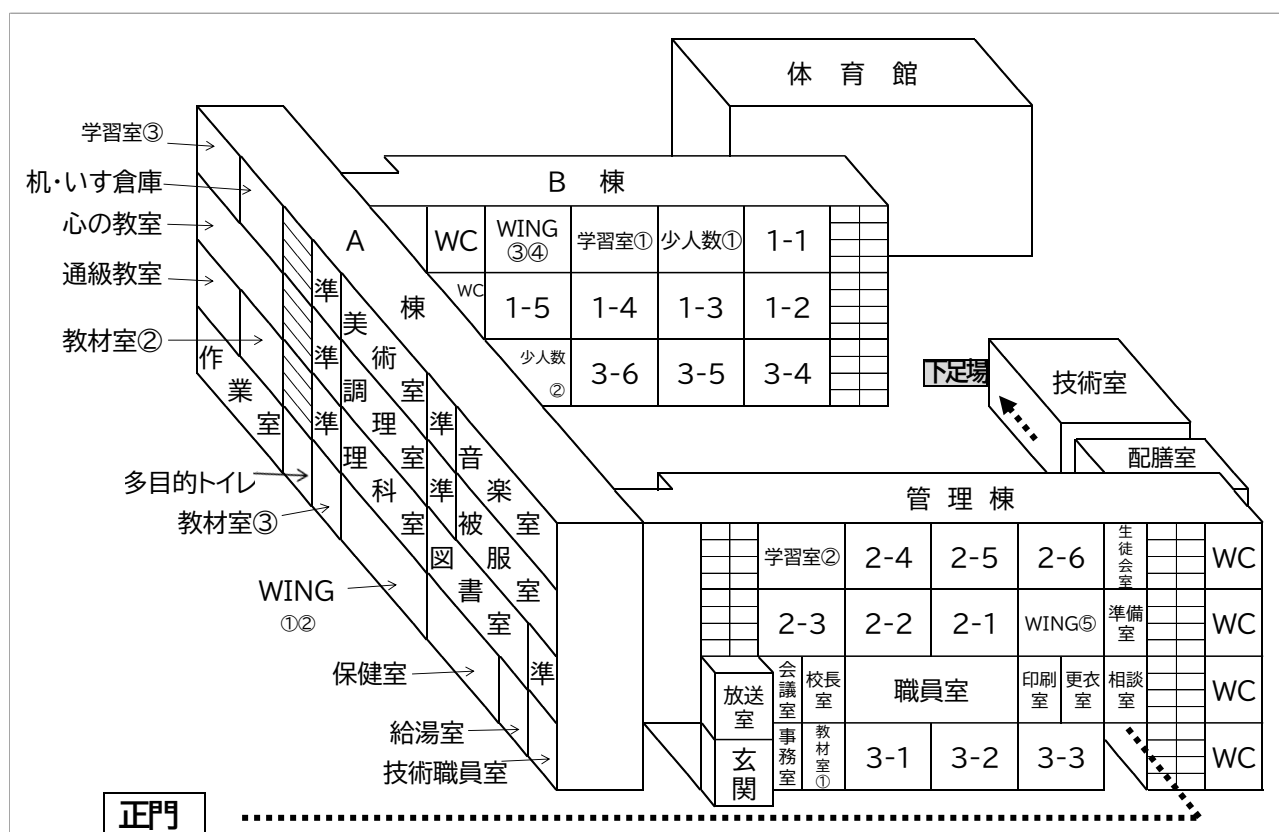 体 育 館
学習室③
机・いす倉庫
心の教室
通級教室
教材室②
多目的トイレ
教材室③
WING
①②
保健室
給湯室
技術職員室
A
棟
準
美
術
室
準
調
理
室
準
理
科
室
準
音
楽
室
準
被
服
室
図
書
室
準
作
業
室
B 棟
WC
WING
③④
学習室①
少人数①
1-1
WC
1-5
1-4
1-3
1-2
少人数
②
3-6
3-5
3-4
下足場
技術室
配膳室
管 理 棟
学習室②
2-4
2-5
2-6
生
徒
会
室
WC
2-3
2-2
2-1
WING⑤
準備
室
WC
放送
室
会
議
室
校長
室
職員室
印刷
室
更衣
室
相談
室
WC
玄
関
事
務
室
教
材
室
①
3-1
3-2
3-3
WC
正門